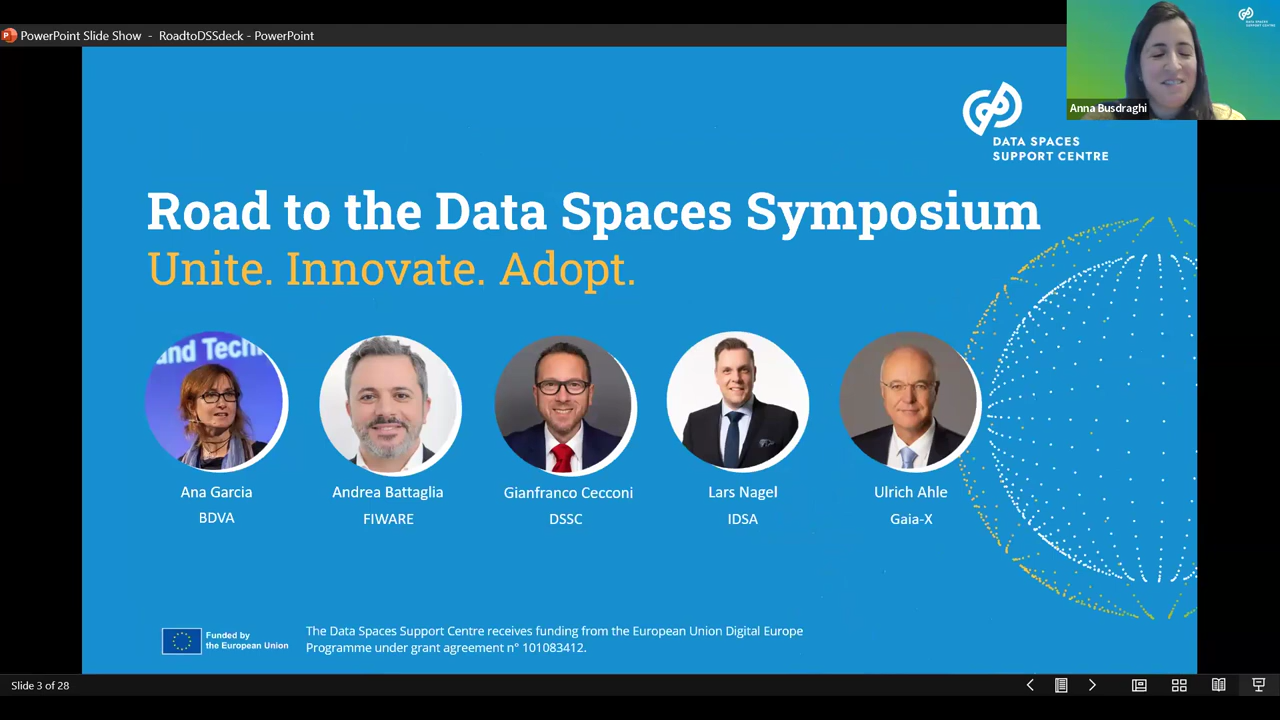 PowerPoint Slide Show - RoadtoDSSdeck - PowerPoint
Anna Busdraghi
DATA SPACES
SUPPORT CENTRE
Road to the Data Spaces Symposium
Unite. Innovate. Adopt.
and Techn
Ana Garcia
BDVA
Andrea Battaglia
FIWARE
Gianfranco Cecconi
DSSC
Lars Nagel
IDSA
Ulrich Ahle
Gaia-X
Funded by
the European Union
The Data Spaces Support Centre receives funding from the European Union Digital Europe
Programme under grant agreement n° 101083412.
Slide 3 of 28